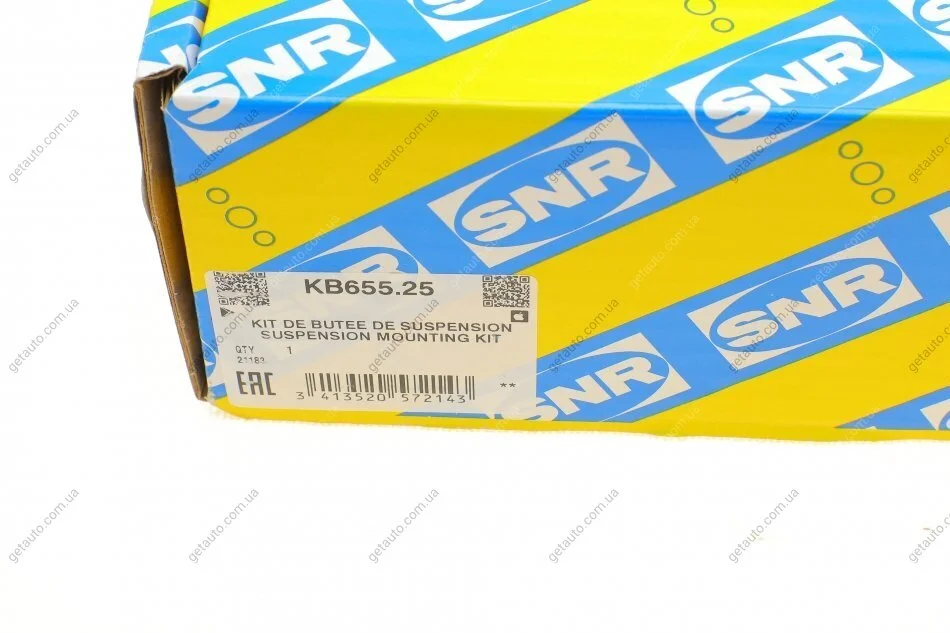 SNR
SNR
SNR
SNR
SNR
KB655.25
KIT DE BUTEE DE SUSPENSION
SUSPENSION MOUNTING KIT
QTY 1
21183
EAC
**
3 413520 572143
getauto.com.ua